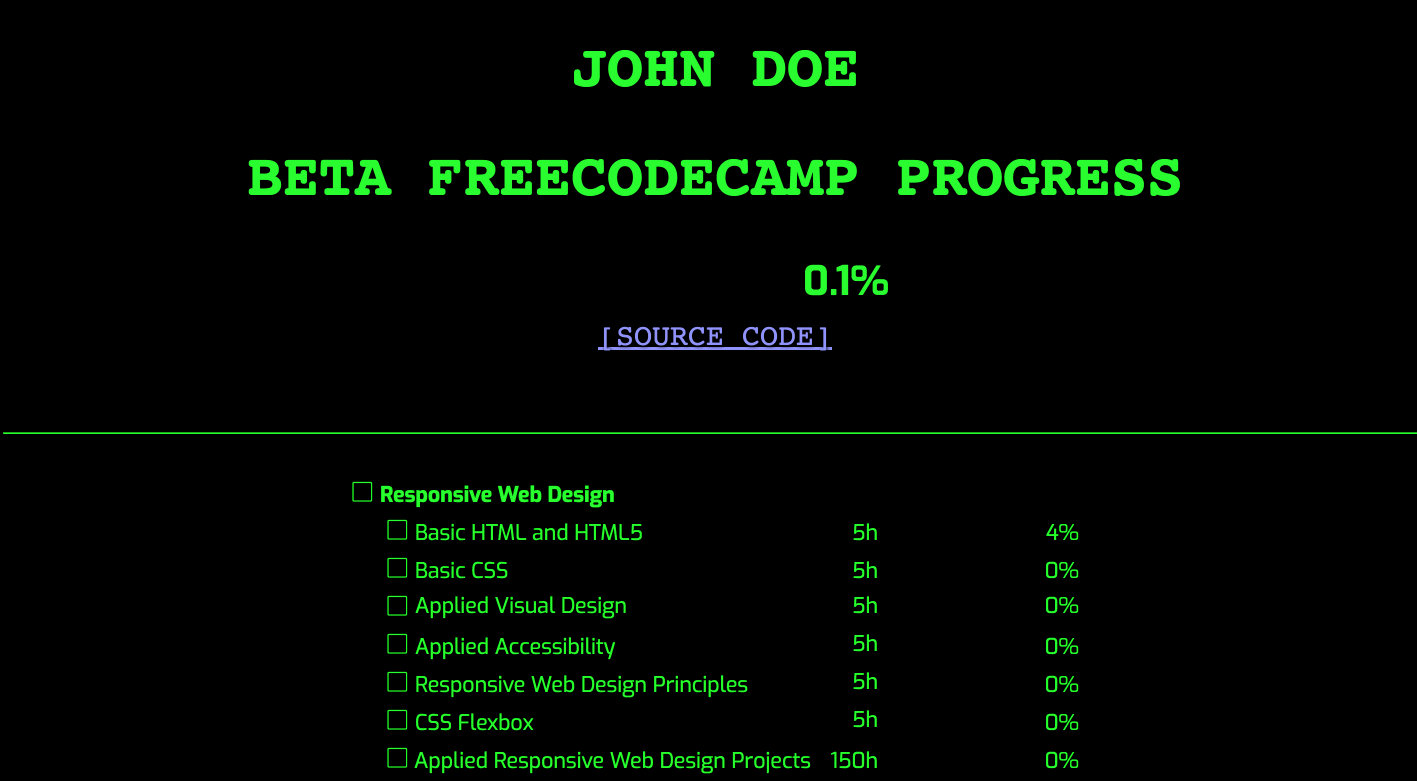 JOHN DOE
BETA FREECODECAMP PROGRESS
0.1%
[SOURCE CODE]
Responsive Web Design
Basic HTML and HTML5 5h 4%
Basic CSS 5h 0%
Applied Visual Design 5h 0%
Applied Accessibility 5h 0%
Responsive Web Design Principles 5h 0%
CSS Flexbox 5h 0%
Applied Responsive Web Design Projects 150h 0%